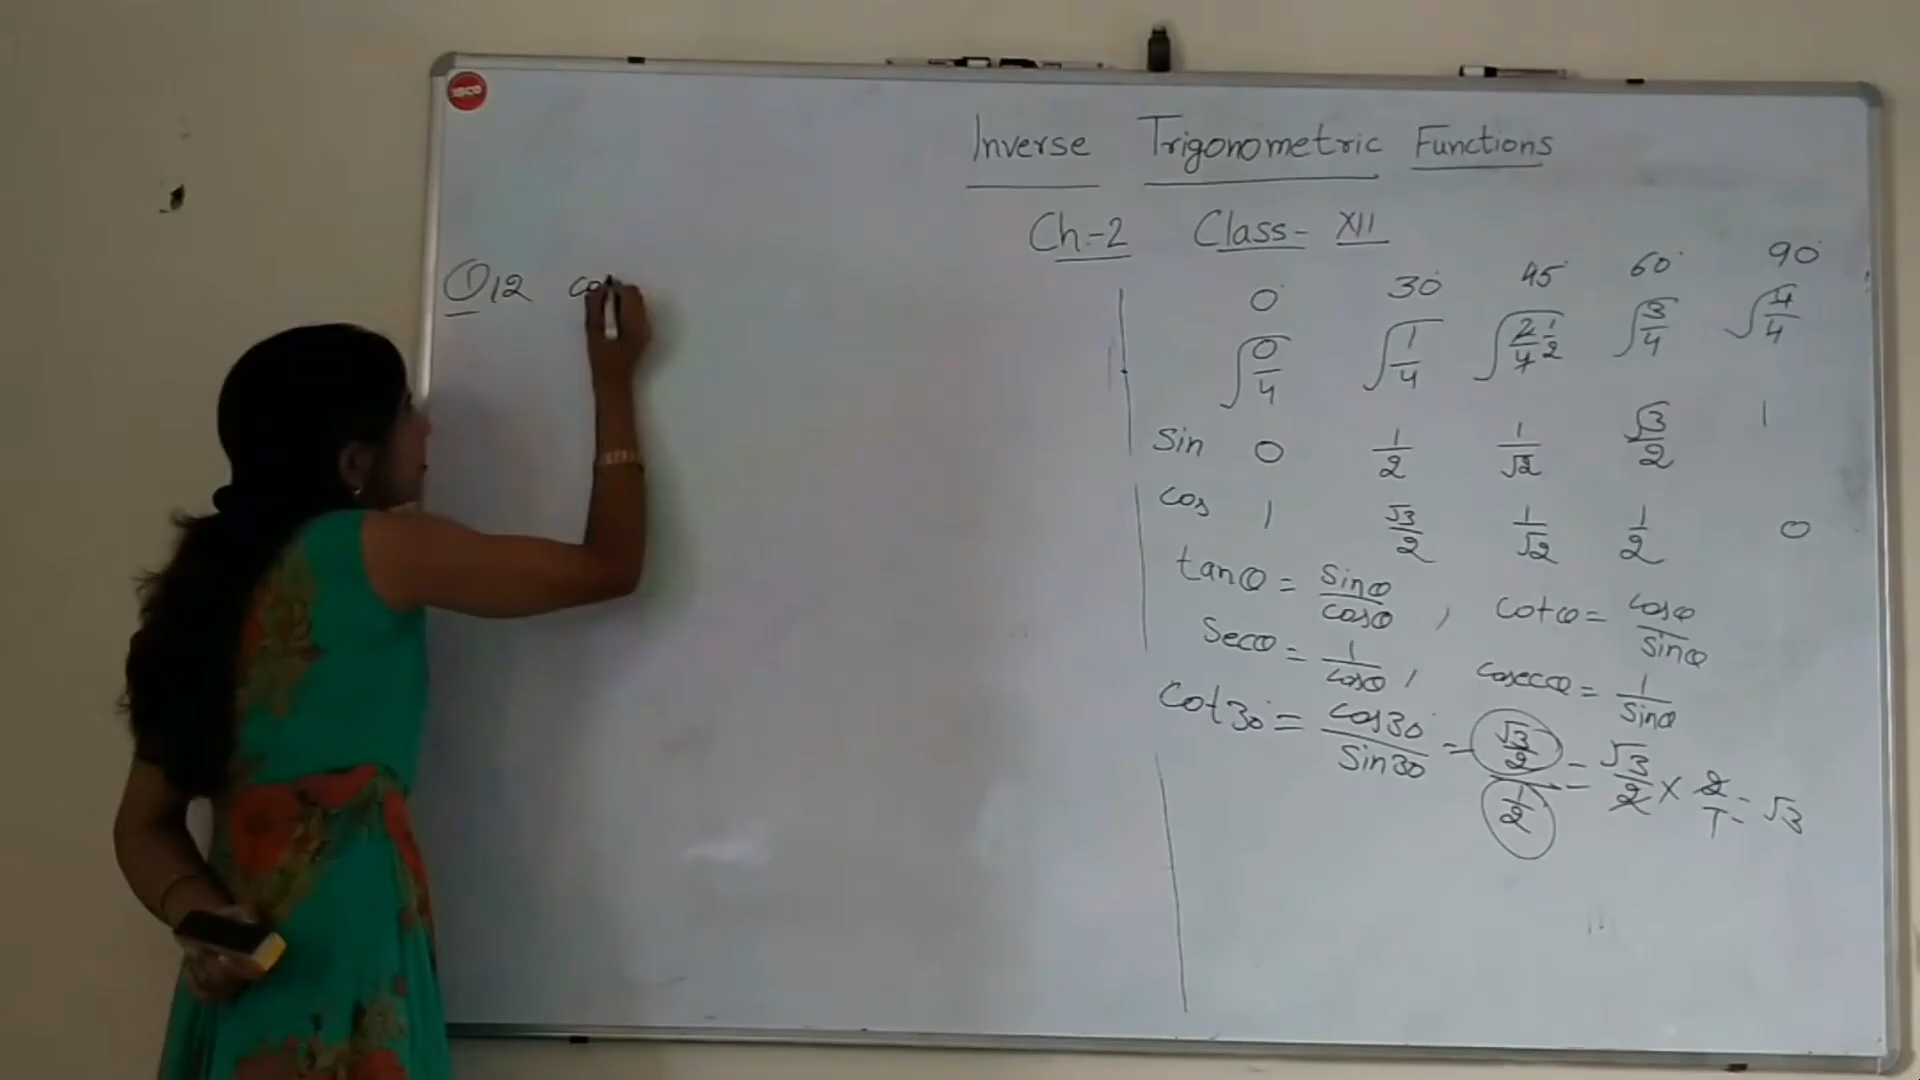 ISCO
Inverse Trigonometric Functions
Ch.-2 Class- XII
Q12 cos
0° 30° 45° 60° 90°
√0/4 √1/4 √2/4 1/2 √3/4 √4/4
Sin 0 1/2 1/√2 √3/2 1
cos 1 √3/2 1/√2 1/2 0
tanθ = Sinθ/cosθ , cotθ = cosθ/Sinθ
Secθ = 1/cosθ , cosecθ = 1/Sinθ
Cot30° = cos30°/Sin30 = (√3/2)/(1/2) = √3/2 × 2/1 = √3